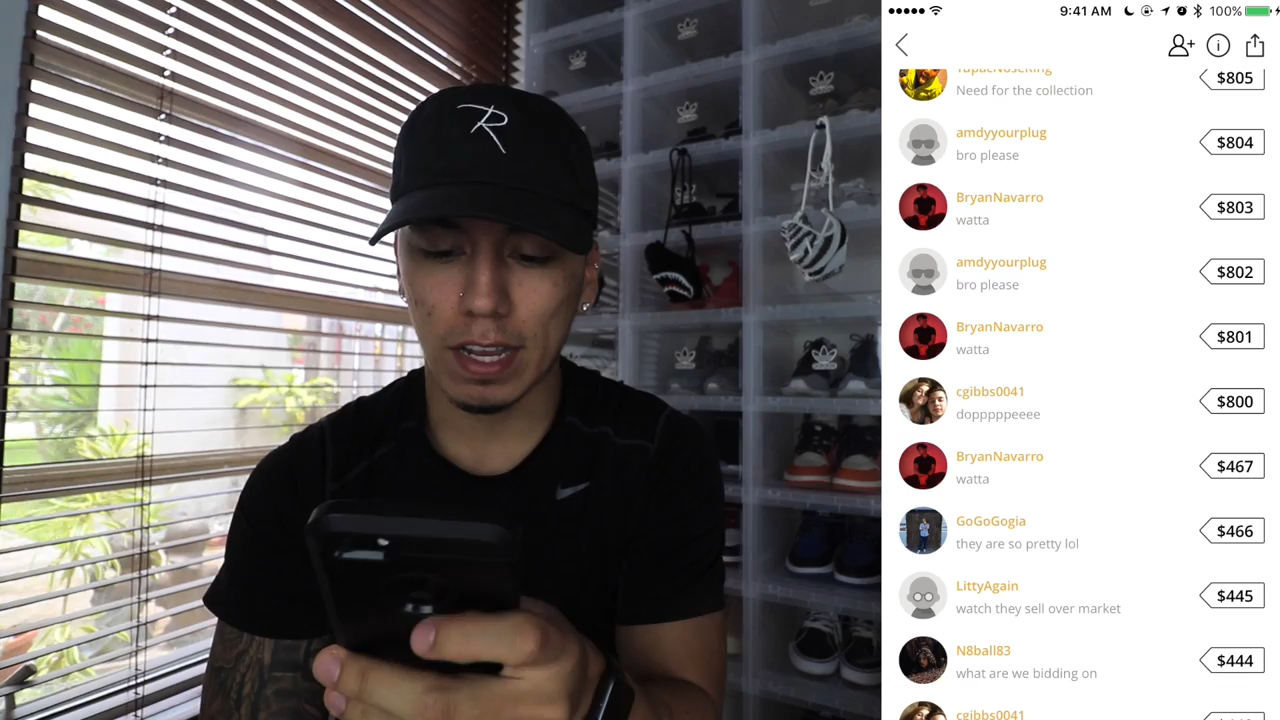 9:41 AM 100%
$805
Need for the collection
amdyyourplug
bro please
$804
BryanNavarro
watta
$803
amdyyourplug
bro please
$802
BryanNavarro
watta
$801
cgibbs0041
dopppppeeee
$800
BryanNavarro
watta
$467
GoGoGogia
they are so pretty lol
$466
LittyAgain
watch they sell over market
$445
N8ball83
what are we bidding on
$444
cgibbs0041
R